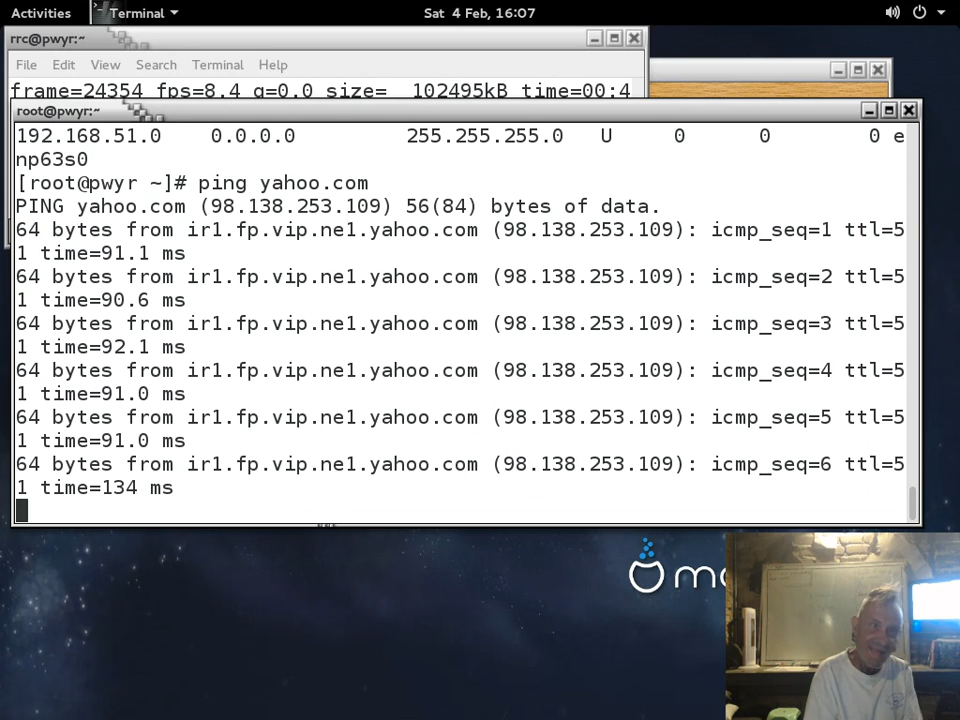 Activities Terminal Sat 4 Feb, 16:07
rrc@pwyr:~
File Edit View Search Terminal Help
frame=24354 fps=8.4 q=0.0 size= 102495kB time=00:4
root@pwyr:~
192.168.51.0 0.0.0.0 255.255.255.0 U 0 0 0 e
np63s0
[root@pwyr ~]# ping yahoo.com
PING yahoo.com (98.138.253.109) 56(84) bytes of data.
64 bytes from ir1.fp.vip.ne1.yahoo.com (98.138.253.109): icmp_seq=1 ttl=5
1 time=91.1 ms
64 bytes from ir1.fp.vip.ne1.yahoo.com (98.138.253.109): icmp_seq=2 ttl=5
1 time=90.6 ms
64 bytes from ir1.fp.vip.ne1.yahoo.com (98.138.253.109): icmp_seq=3 ttl=5
1 time=92.1 ms
64 bytes from ir1.fp.vip.ne1.yahoo.com (98.138.253.109): icmp_seq=4 ttl=5
1 time=91.0 ms
64 bytes from ir1.fp.vip.ne1.yahoo.com (98.138.253.109): icmp_seq=5 ttl=5
1 time=91.0 ms
64 bytes from ir1.fp.vip.ne1.yahoo.com (98.138.253.109): icmp_seq=6 ttl=5
1 time=134 ms